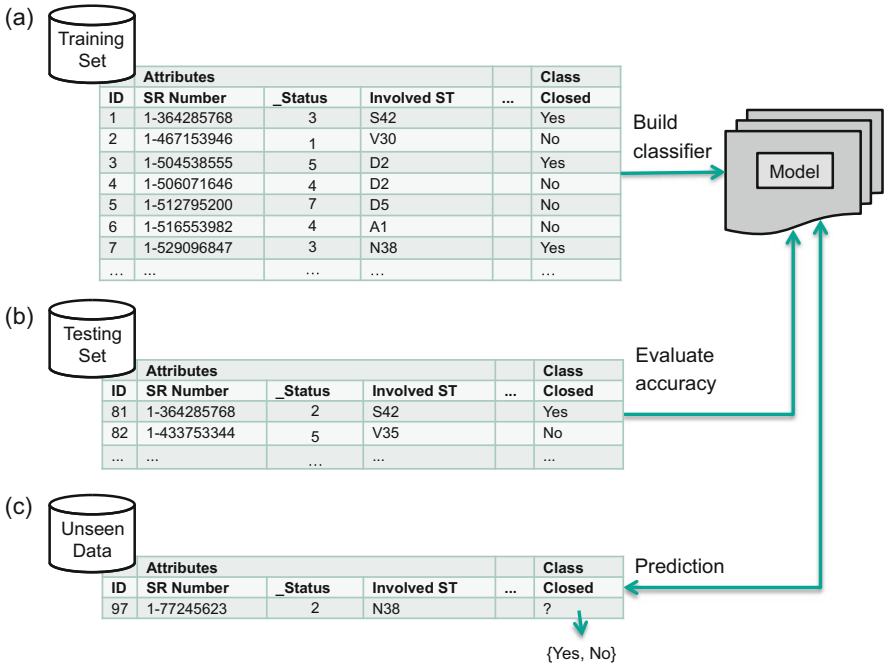 (a)
Training
Set
Attributes Class
ID SR Number _Status Involved ST ... Closed
1 1-364285768 3 S42 Yes
2 1-467153946 1 V30 No
3 1-504538555 5 D2 Yes
4 1-506071646 4 D2 No
5 1-512795200 7 D5 No
6 1-516553982 4 A1 No
7 1-529096847 3 N38 Yes
... ... ... ... ...
Build
classifier
Model
(b)
Testing
Set
Attributes Class
ID SR Number _Status Involved ST ... Closed
81 1-364285768 2 S42 Yes
82 1-433753344 5 V35 No
... ... ... ... ...
Evaluate
accuracy
(c)
Unseen
Data
Attributes Class
ID SR Number _Status Involved ST ... Closed
97 1-77245623 2 N38 ?
Prediction
{Yes, No}